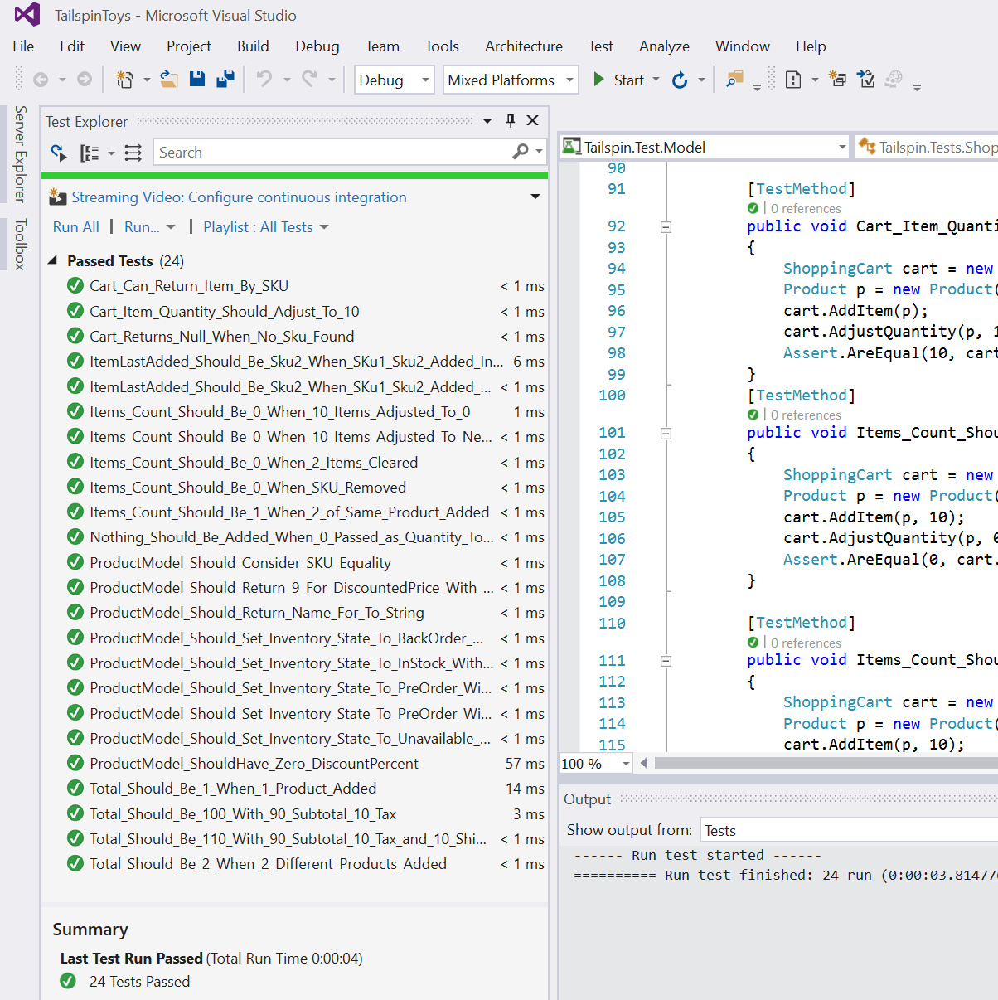 TailspinToys - Microsoft Visual Studio
File Edit View Project Build Debug Team Tools Architecture Test Analyze Window Help
Debug Mixed Platforms Start
Server Explorer
Toolbox
Test Explorer
Search
Streaming Video: Configure continuous integration
Run All | Run... | Playlist : All Tests
Passed Tests (24)
Cart_Can_Return_Item_By_SKU < 1 ms
Cart_Item_Quantity_Should_Adjust_To_10 < 1 ms
Cart_Returns_Null_When_No_Sku_Found < 1 ms
ItemLastAdded_Should_Be_Sku2_When_SKu1_Sku2_Added_In... 6 ms
ItemLastAdded_Should_Be_Sku2_When_SKu1_Sku2_Added_... < 1 ms
Items_Count_Should_Be_0_When_10_Items_Adjusted_To_0 1 ms
Items_Count_Should_Be_0_When_10_Items_Adjusted_To_Ne... < 1 ms
Items_Count_Should_Be_0_When_2_Items_Cleared < 1 ms
Items_Count_Should_Be_0_When_SKU_Removed < 1 ms
Items_Count_Should_Be_1_When_2_of_Same_Product_Added < 1 ms
Nothing_Should_Be_Added_When_0_Passed_as_Quantity_To... < 1 ms
ProductModel_Should_Consider_SKU_Equality < 1 ms
ProductModel_Should_Return_9_For_DiscountedPrice_With_... < 1 ms
ProductModel_Should_Return_Name_For_To_String < 1 ms
ProductModel_Should_Set_Inventory_State_To_BackOrder_... < 1 ms
ProductModel_Should_Set_Inventory_State_To_InStock_With... < 1 ms
ProductModel_Should_Set_Inventory_State_To_PreOrder_Wi... < 1 ms
ProductModel_Should_Set_Inventory_State_To_PreOrder_Wi... < 1 ms
ProductModel_Should_Set_Inventory_State_To_Unavailable_... < 1 ms
ProductModel_ShouldHave_Zero_DiscountPercent 57 ms
Total_Should_Be_1_When_1_Product_Added 14 ms
Total_Should_Be_100_With_90_Subtotal_10_Tax 3 ms
Total_Should_Be_110_With_90_Subtotal_10_Tax_and_10_Shi... < 1 ms
Total_Should_Be_2_When_2_Different_Products_Added < 1 ms
Summary
Last Test Run Passed (Total Run Time 0:00:04)
24 Tests Passed
Tailspin.Test.Model Tailspin.Tests.Shop
90
91 [TestMethod]
| 0 references
92 public void Cart_Item_Quanti
93 {
94 ShoppingCart cart = new
95 Product p = new Product(
96 cart.AddItem(p);
97 cart.AdjustQuantity(p, 1
98 Assert.AreEqual(10, cart
99 }
100 [TestMethod]
| 0 references
101 public void Items_Count_Shou
102 {
103 ShoppingCart cart = new
104 Product p = new Product(
105 cart.AddItem(p, 10);
106 cart.AdjustQuantity(p, 0
107 Assert.AreEqual(0, cart.
108 }
109
110 [TestMethod]
| 0 references
111 public void Items_Count_Shou
112 {
113 ShoppingCart cart = new
114 Product p = new Product(
115 cart.AddItem(p, 10);
100 %
Output
Show output from: Tests
------ Run test started ------
========== Run test finished: 24 run (0:00:03.81477